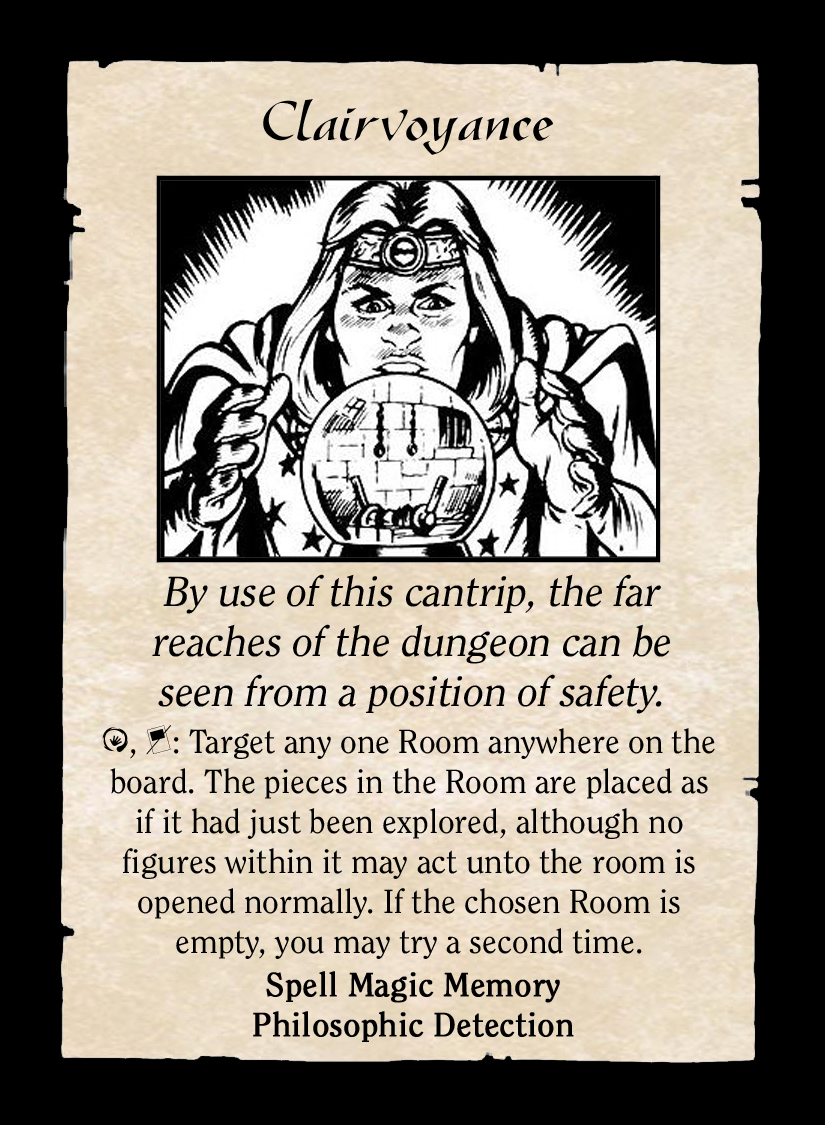 Clairvoyance
By use of this cantrip, the far
reaches of the dungeon can be
seen from a position of safety.
, : Target any one Room anywhere on the
board. The pieces in the Room are placed as
if it had just been explored, although no
figures within it may act unto the room is
opened normally. If the chosen Room is
empty, you may try a second time.
Spell Magic Memory
Philosophic Detection